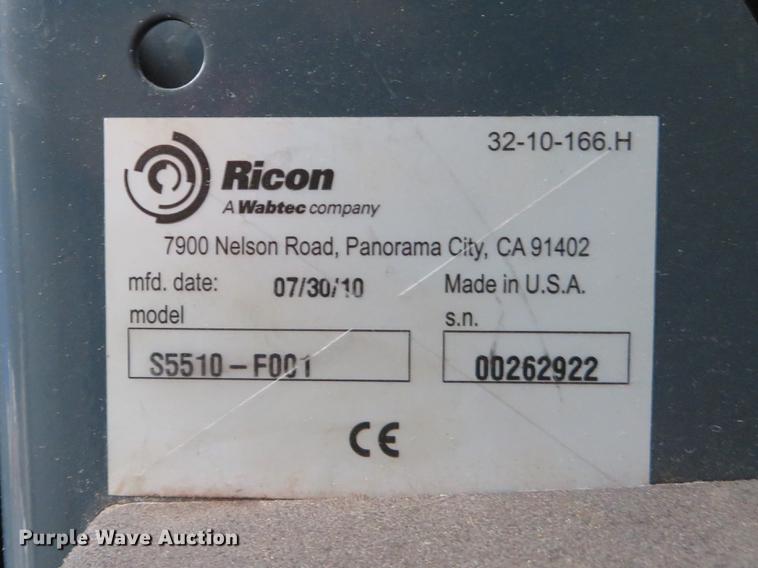 32-10-166.H
Ricon
A Wabtec company
7900 Nelson Road, Panorama City, CA 91402
mfd. date: 07/30/10 Made in U.S.A.
model s.n.
S5510-F001 00262922
CE
Purple Wave Auction